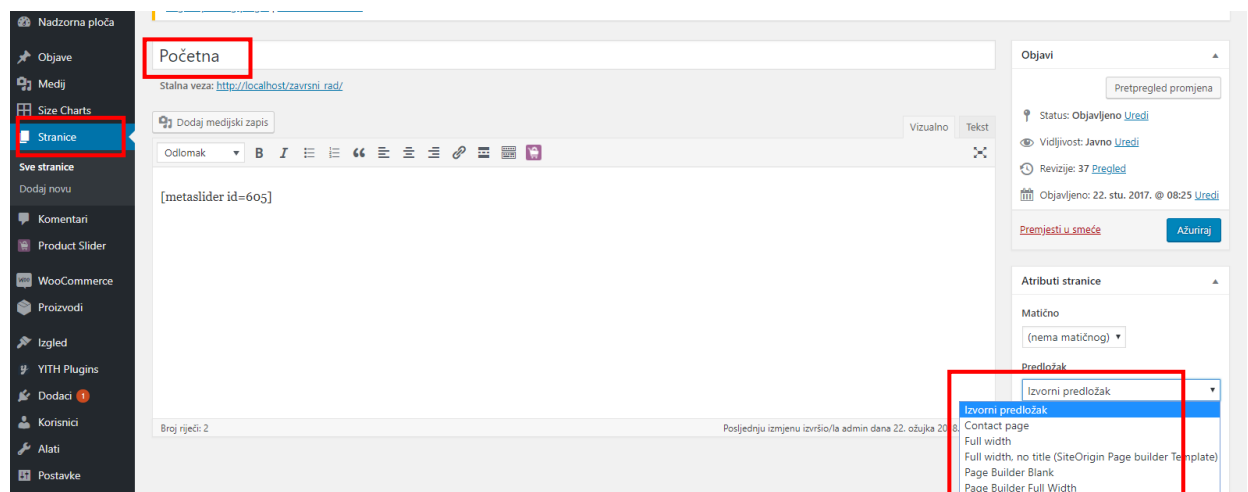 Nadzorna ploča
Objave
Medij
Size Charts
Stranice
Sve stranice
Dodaj novu
Komentari
Product Slider
WooCommerce
Proizvodi
Izgled
YITH Plugins
Dodaci 1
Korisnici
Alati
Postavke
Početna
Stalna veza: http://localhost/zavrsni_rad/
Dodaj medijski zapis
Vizualno Tekst
Odlomak
[metaslider id=605]
Broj riječi: 2
Posljednju izmjenu izvršio/la admin dana 22. ožujka
Objavi
Pretpregled promjena
Status: Objavljeno Uredi
Vidljivost: Javno Uredi
Revizije: 37 Pregled
Objavljeno: 22. stu. 2017. @ 08:25 Uredi
Premjesti u smeće Ažuriraj
Atributi stranice
Matično
(nema matičnog)
Predložak
Izvorni predložak
Izvorni predložak
Contact page
Full width
Full width, no title (SiteOrigin Page builder Template)
Page Builder Blank
Page Builder Full Width